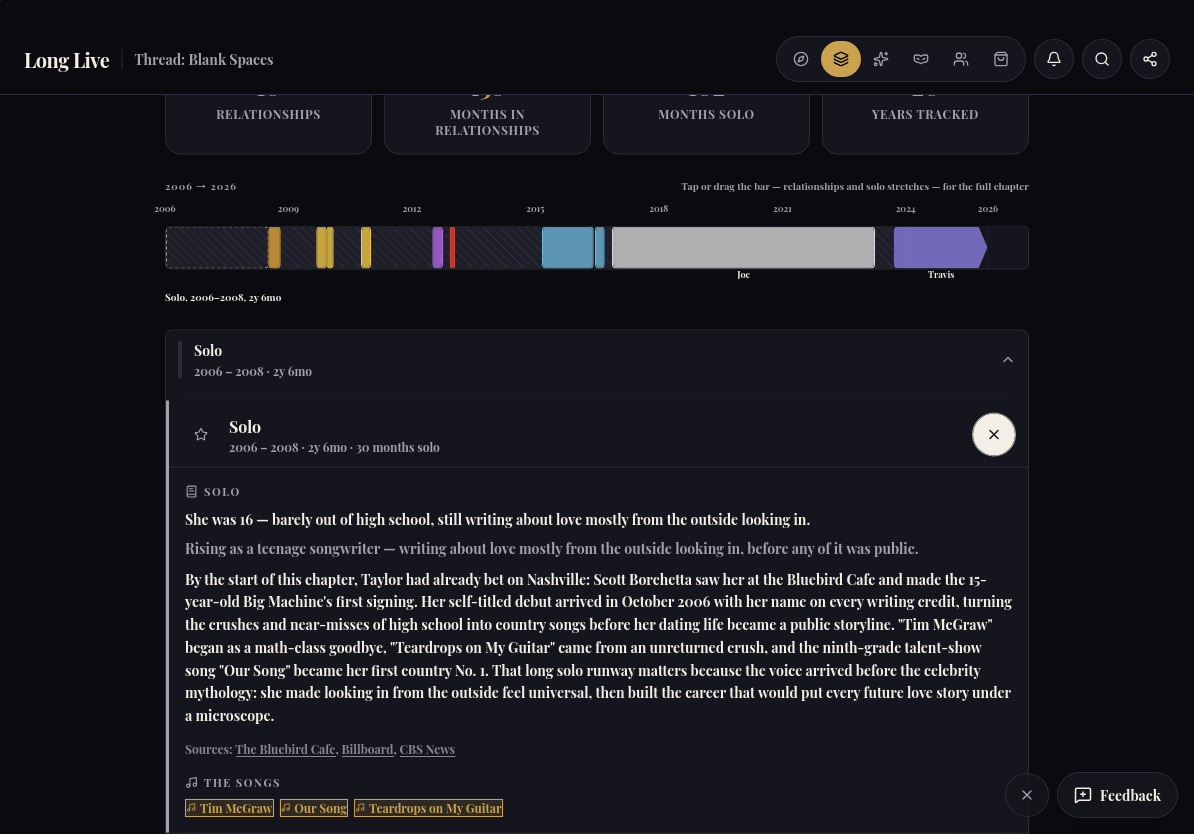 Long Live
Thread: Blank Spaces
RELATIONSHIPS
MONTHS IN
RELATIONSHIPS
MONTHS SOLO
YEARS TRACKED
2006 → 2026
Tap or drag the bar — relationships and solo stretches — for the full chapter
2006 2009 2012 2015 2018 2021 2024 2026
Joe
Travis
Solo, 2006–2008, 2y 6mo
Solo
2006 – 2008 · 2y 6mo
Solo
2006 – 2008 · 2y 6mo · 30 months solo
SOLO
She was 16 — barely out of high school, still writing about love mostly from the outside looking in.
Rising as a teenage songwriter — writing about love mostly from the outside looking in, before any of it was public.
By the start of this chapter, Taylor had already bet on Nashville: Scott Borchetta saw her at the Bluebird Cafe and made the 15-
year-old Big Machine's first signing. Her self-titled debut arrived in October 2006 with her name on every writing credit, turning
the crushes and near-misses of high school into country songs before her dating life became a public storyline. "Tim McGraw"
began as a math-class goodbye, "Teardrops on My Guitar" came from an unreturned crush, and the ninth-grade talent-show
song "Our Song" became her first country No. 1. That long solo runway matters because the voice arrived before the celebrity
mythology: she made looking in from the outside feel universal, then built the career that would put every future love story under
a microscope.
Sources: The Bluebird Cafe, Billboard, CBS News
THE SONGS
Tim McGraw Our Song Teardrops on My Guitar
Feedback